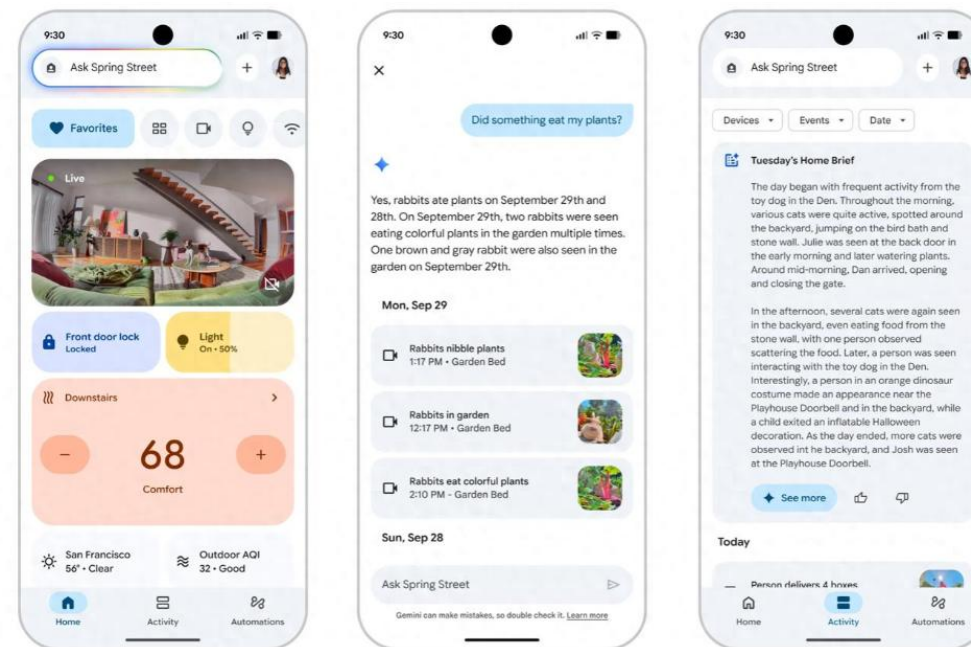 9:30
Ask Spring Street
Favorites
Live
Front door lock
Locked
Light
On • 50%
Downstairs
68
Comfort
San Francisco
56° • Clear
Outdoor AQI
32 • Good
Home
Activity
Automations
9:30
Did something eat my plants?
Yes, rabbits ate plants on September 29th and
28th. On September 29th, two rabbits were seen
eating colorful plants in the garden multiple times.
One brown and gray rabbit were also seen in the
garden on September 29th.
Mon, Sep 29
Rabbits nibble plants
1:17 PM • Garden Bed
Rabbits in garden
12:17 PM • Garden Bed
Rabbits eat colorful plants
2:10 PM - Garden Bed
Sun, Sep 28
Ask Spring Street
Gemini can make mistakes, so double check it. Learn more
9:30
Ask Spring Street
Devices
Events
Date
Tuesday's Home Brief
The day began with frequent activity from the
toy dog in the Den. Throughout the morning,
various cats were quite active, spotted around
the backyard, jumping on the bird bath and
stone wall. Julie was seen at the back door in
the early morning and later watering plants.
Around mid-morning, Dan arrived, opening
and closing the gate.
In the afternoon, several cats were again seen
in the backyard, even eating food from the
stone wall, with one person observed
scattering the food. Later, a person was seen
interacting with the toy dog in the Den.
Interestingly, a person in an orange dinosaur
costume made an appearance near the
Playhouse Doorbell and in the backyard, while
a child exited an inflatable Halloween
decoration. As the day ended, more cats were
observed int he backyard, and Josh was seen
at the Playhouse Doorbell.
See more
Today
Person delivers 4 boxes
Home
Activity
Automations